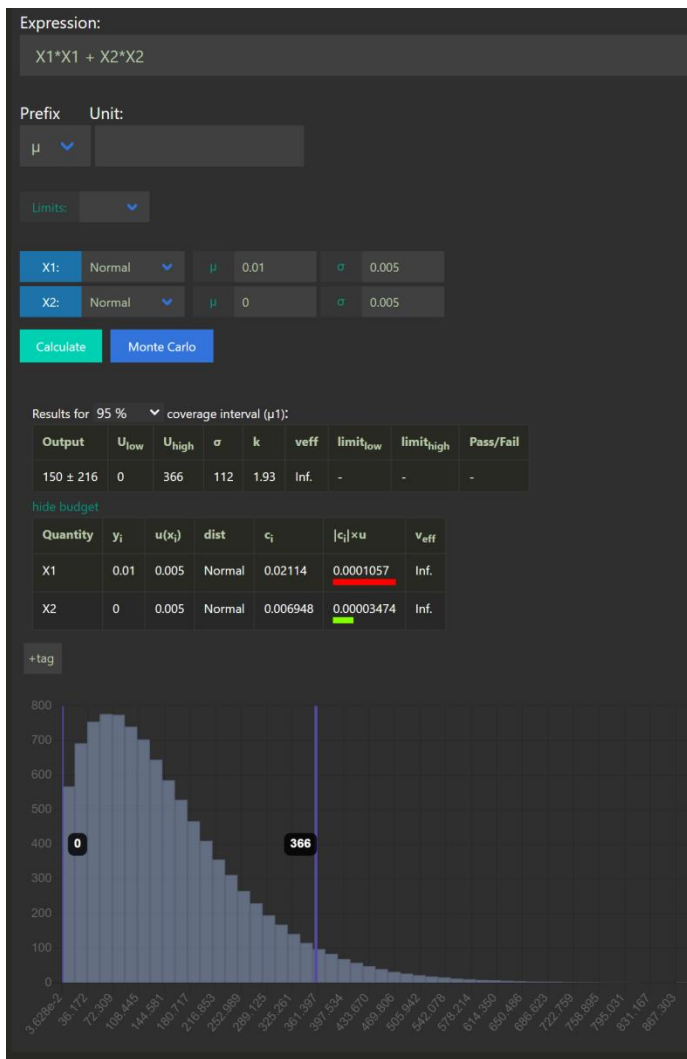 Expression:
X1*X1 + X2*X2
Prefix Unit:
μ
Limits:
X1: Normal μ 0.01 σ 0.005
X2: Normal μ 0 σ 0.005
Calculate Monte Carlo
Results for 95 % coverage interval (μ1):
Output Ulow Uhigh σ k veff limitlow limithigh Pass/Fail
150 ± 216 0 366 112 1.93 Inf. - - -
hide budget
Quantity yi u(xi) dist ci |ci|×u veff
X1 0.01 0.005 Normal 0.02114 0.0001057 Inf.
X2 0 0.005 Normal 0.006948 0.00003474 Inf.
+tag
800
700
600
500
400
300
200
100
0
0 366
3.628e-2 36.172 72.309 108.445 144.581 180.717 216.853 252.989 289.125 325.261 361.397 397.534 433.670 469.806 505.942 542.078 578.214 614.350 650.486 686.623 722.759 758.895 795.031 831.167 867.303